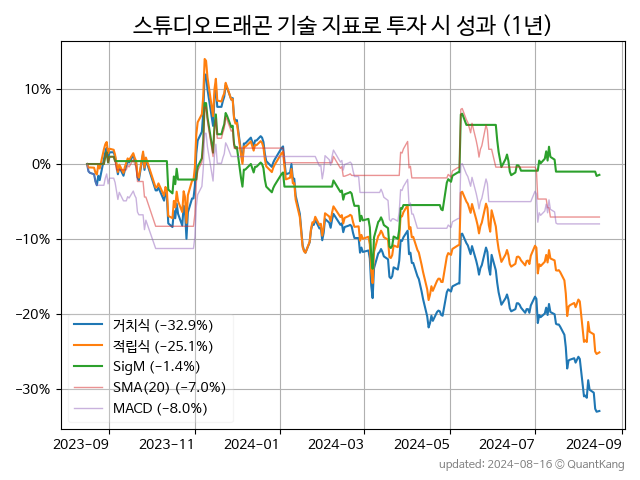 스튜디오드래곤 기술 지표로 투자 시 성과 (1년)
10%
0%
−10%
−20%
−30%
거치식 (−32.9%)
적립식 (−25.1%)
SigM (−1.4%)
SMA(20) (−7.0%)
MACD (−8.0%)
2023-09 2023-11 2024-01 2024-03 2024-05 2024-07 2024-09
updated: 2024-08-16 © QuantKang